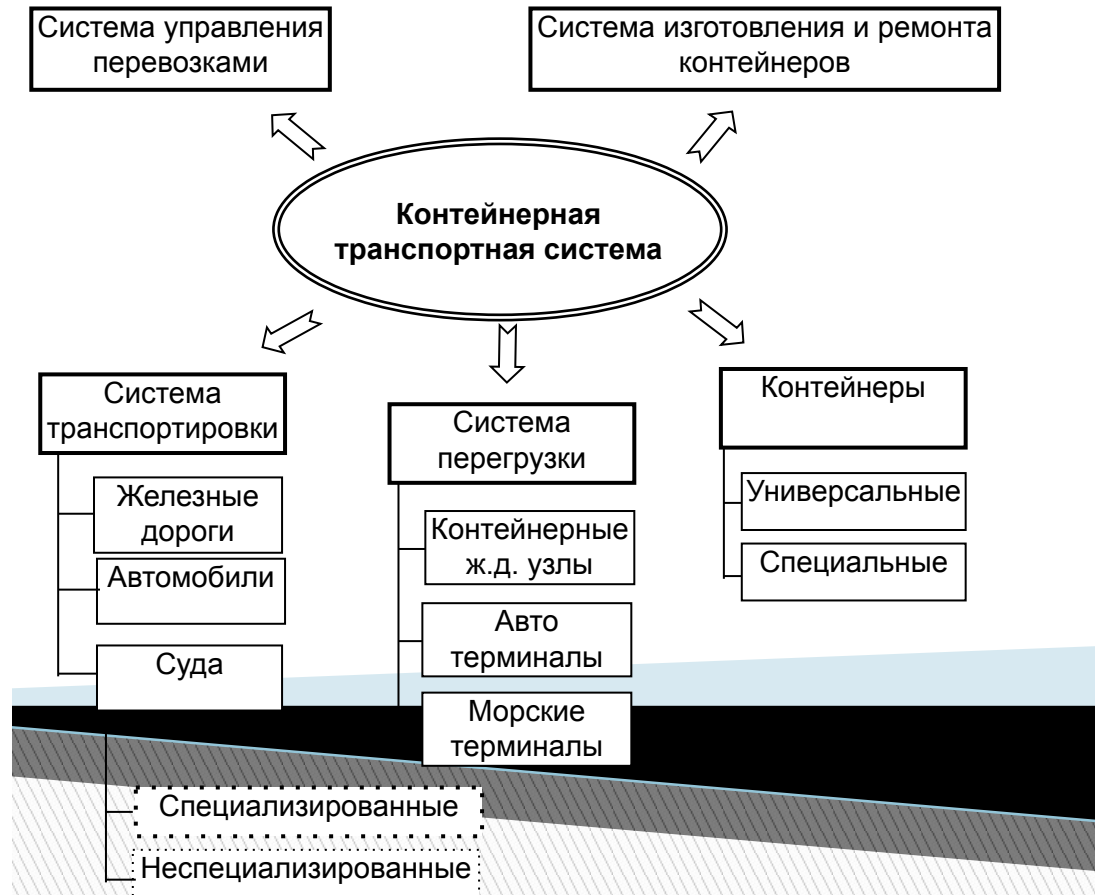 Система управления
перевозками
Система изготовления и ремонта
контейнеров
Контейнерная
транспортная система
Система
транспортировки
Железные
дороги
Автомобили
Суда
Специализированные
Неспециализированные
Система
перегрузки
Контейнерные
ж.д. узлы
Авто
терминалы
Морские
терминалы
Контейнеры
Универсальные
Специальные